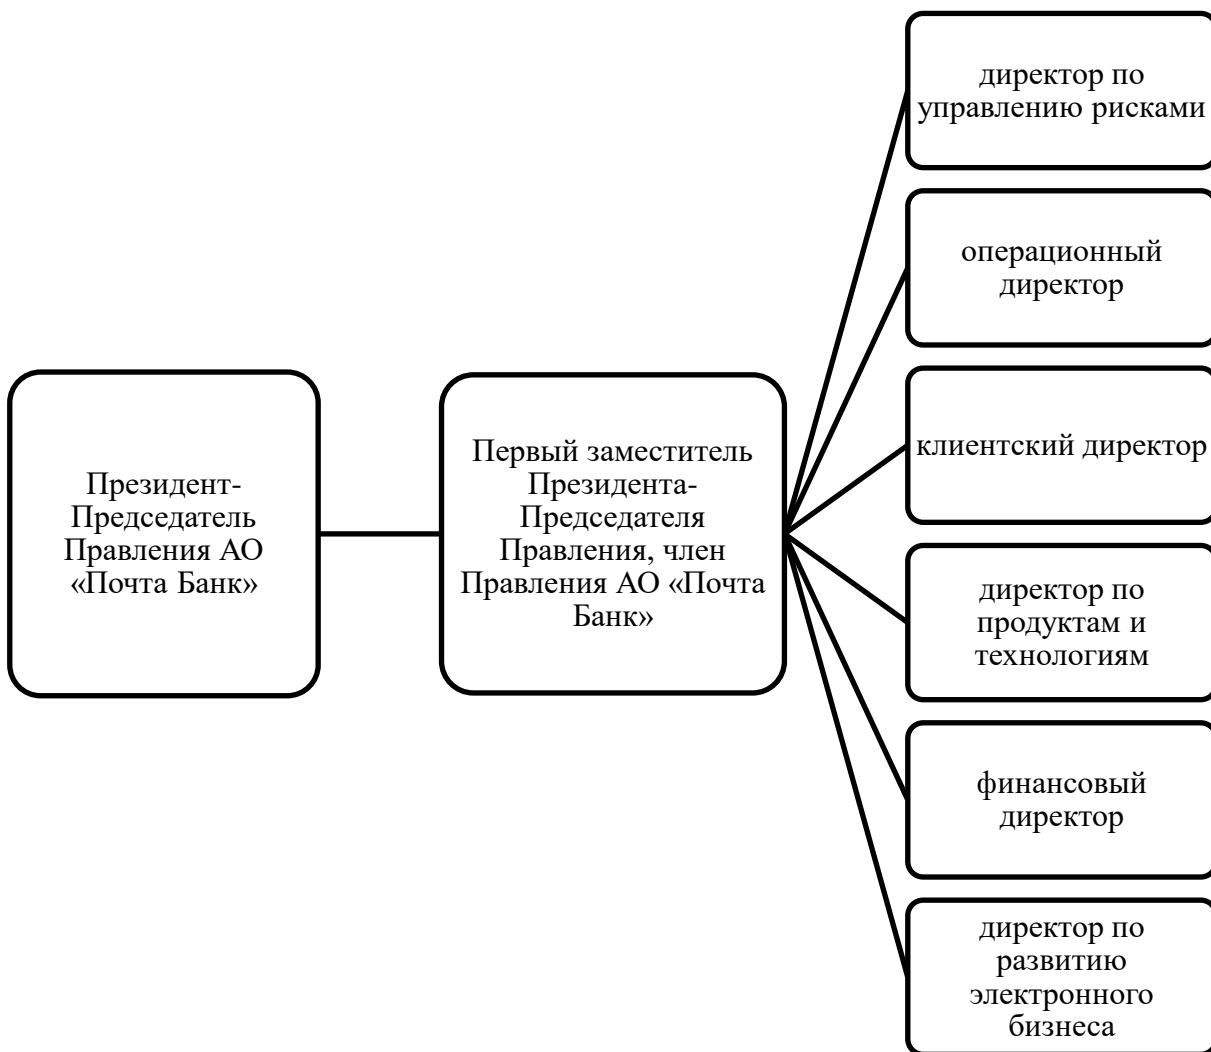 директор по
управлению рисками
операционный
директор
клиентский директор
Президент-
Председатель
Правления АО
«Почта Банк»
Первый заместитель
Президента-
Председателя
Правления, член
Правления АО «Почта
Банк»
директор по
продуктам и
технологиям
финансовый
директор
директор по
развитию
электронного
бизнеса